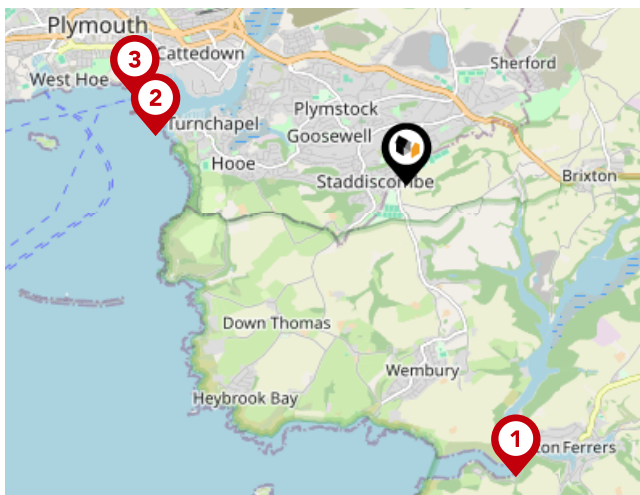 Plymouth
3
Cattedown
West Hoe
Sherford
2
Plymstock
Turnchapel
Goosewell
Hooe
Staddiscombe
Brixton
Down Thomas
Wembury
Heybrook Bay
1
ton Ferrers